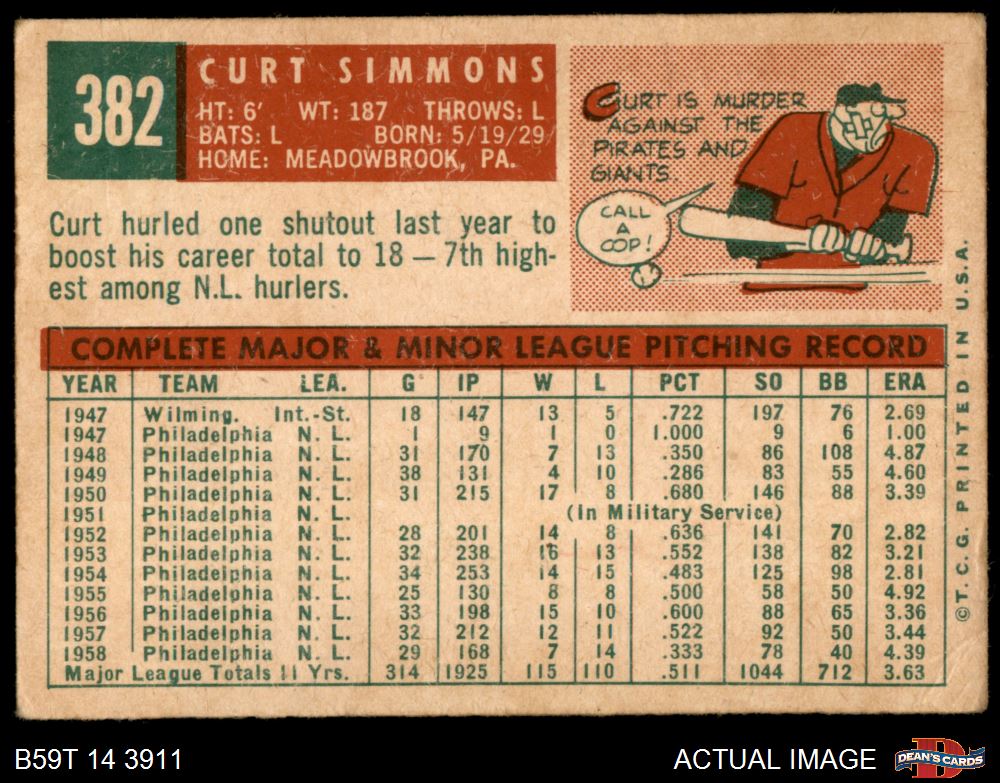 382
CURT SIMMONS
HT: 6' WT: 187 THROWS: L
BATS: L BORN: 5/19/29
HOME: MEADOWBROOK, PA.
Curt hurled one shutout last year to
boost his career total to 18 – 7th high-
est among N.L. hurlers.
CURT IS MURDER
AGAINST THE
PIRATES AND
GIANTS.
CALL
A
COP!
COMPLETE MAJOR & MINOR LEAGUE PITCHING RECORD
YEAR TEAM LEA. G IP W L PCT SO BB ERA
1947 Wilming. Int.-St. 18 147 13 5 .722 197 76 2.69
1947 Philadelphia N. L. 1 9 1 0 1.000 9 6 1.00
1948 Philadelphia N. L. 31 170 7 13 .350 86 108 4.87
1949 Philadelphia N. L. 38 131 4 10 .286 83 55 4.60
1950 Philadelphia N. L. 31 215 17 8 .680 146 88 3.39
1951 Philadelphia N. L. (In Military Service)
1952 Philadelphia N. L. 28 201 14 8 .636 141 70 2.82
1953 Philadelphia N. L. 32 238 16 13 .552 138 82 3.21
1954 Philadelphia N. L. 34 253 14 15 .483 125 98 2.81
1955 Philadelphia N. L. 25 130 8 8 .500 58 50 4.92
1956 Philadelphia N. L. 33 198 15 10 .600 88 65 3.36
1957 Philadelphia N. L. 32 212 12 11 .522 92 50 3.44
1958 Philadelphia N. L. 29 168 7 14 .333 78 40 4.39
Major League Totals 11 Yrs. 314 1925 115 110 .511 1044 712 3.63
©T.C.G. PRINTED IN U.S.A.
B59T 14 3911
ACTUAL IMAGE
D
DEAN'S CARDS